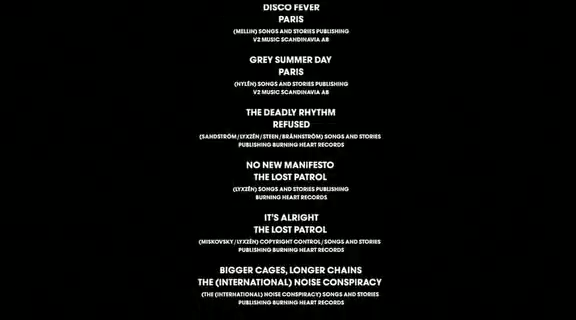 DISCO FEVER
PARIS
(MELLIN) SONGS AND STORIES PUBLISHING
V2 MUSIC SCANDINAVIA AB
GREY SUMMER DAY
PARIS
(NYLÉN) SONGS AND STORIES PUBLISHING
V2 MUSIC SCANDINAVIA AB
THE DEADLY RHYTHM
REFUSED
(SANDSTRÖM/LYXZÉN/STEEN/BRÄNNSTRÖM) SONGS AND STORIES
PUBLISHING BURNING HEART RECORDS
NO NEW MANIFESTO
THE LOST PATROL
(LYXZÉN) SONGS AND STORIES PUBLISHING
BURNING HEART RECORDS
IT'S ALRIGHT
THE LOST PATROL
(MISKOVSKY/LYXZÉN) COPYRIGHT CONTROL/SONGS AND STORIES
PUBLISHING BURNING HEART RECORDS
BIGGER CAGES, LONGER CHAINS
THE (INTERNATIONAL) NOISE CONSPIRACY
(THE (INTERNATIONAL) NOISE CONSPIRACY) SONGS AND STORIES
PUBLISHING BURNING HEART RECORDS